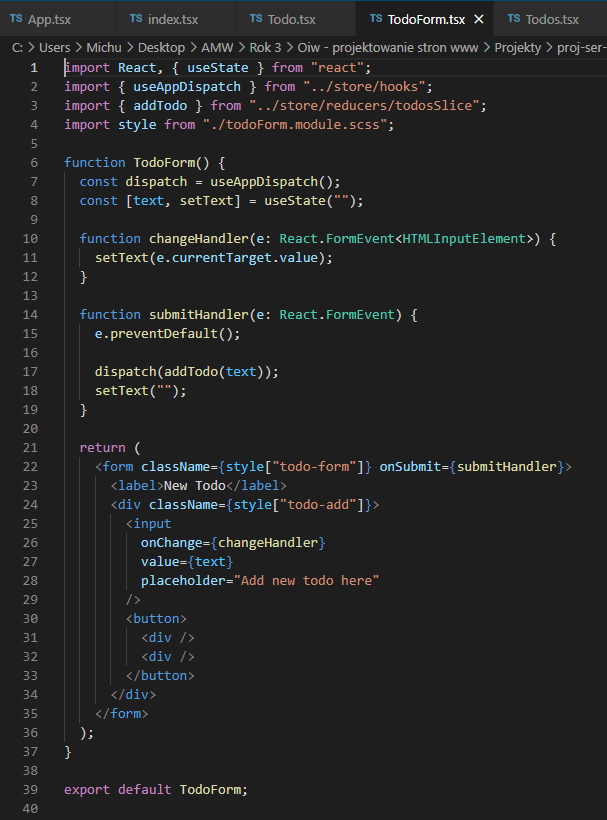 TS App.tsx TS index.tsx TS Todo.tsx TS TodoForm.tsx × TS Todos.tsx
C: > Users > Michu > Desktop > AMW > Rok 3 > Oiw - projektowanie stron www > Projekty > proj-ser-
1 import React, { useState } from "react";
2 import { useAppDispatch } from "../store/hooks";
3 import { addTodo } from "../store/reducers/todosSlice";
4 import style from "./todoForm.module.scss";
5
6 function TodoForm() {
7   const dispatch = useAppDispatch();
8   const [text, setText] = useState("");
9
10   function changeHandler(e: React.FormEvent<HTMLInputElement>) {
11     setText(e.currentTarget.value);
12   }
13
14   function submitHandler(e: React.FormEvent) {
15     e.preventDefault();
16
17     dispatch(addTodo(text));
18     setText("");
19   }
20
21   return (
22     <form className={style["todo-form"]} onSubmit={submitHandler}>
23       <label>New Todo</label>
24       <div className={style["todo-add"]}>
25         <input
26           onChange={changeHandler}
27           value={text}
28           placeholder="Add new todo here"
29         />
30         <button>
31           <div />
32           <div />
33         </button>
34       </div>
35     </form>
36   );
37 }
38
39 export default TodoForm;
40